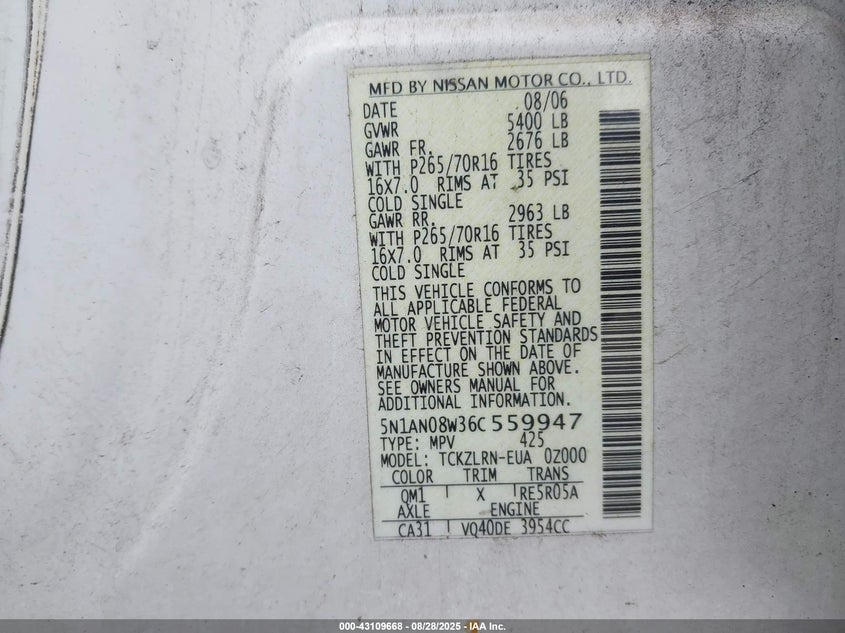 MFD BY NISSAN MOTOR CO., LTD.
DATE 08/06
GVWR 5400 LB
GAWR FR. 2676 LB
WITH P265/70R16 TIRES
16X7.0 RIMS AT 35 PSI
COLD SINGLE
GAWR RR. 2963 LB
WITH P265/70R16 TIRES
16X7.0 RIMS AT 35 PSI
COLD SINGLE
THIS VEHICLE CONFORMS TO
ALL APPLICABLE FEDERAL
MOTOR VEHICLE SAFETY AND
THEFT PREVENTION STANDARDS
IN EFFECT ON THE DATE OF
MANUFACTURE SHOWN ABOVE.
SEE OWNERS MANUAL FOR
ADDITIONAL INFORMATION.
5N1AN08W36C559947
TYPE: MPV 425
MODEL: TCKZLRN-EUA 0Z000
COLOR TRIM TRANS
QM1 X RE5R05A
AXLE ENGINE
CA31 VQ40DE 3954CC
000-43109668 - 08/28/2025 - IAA Inc.